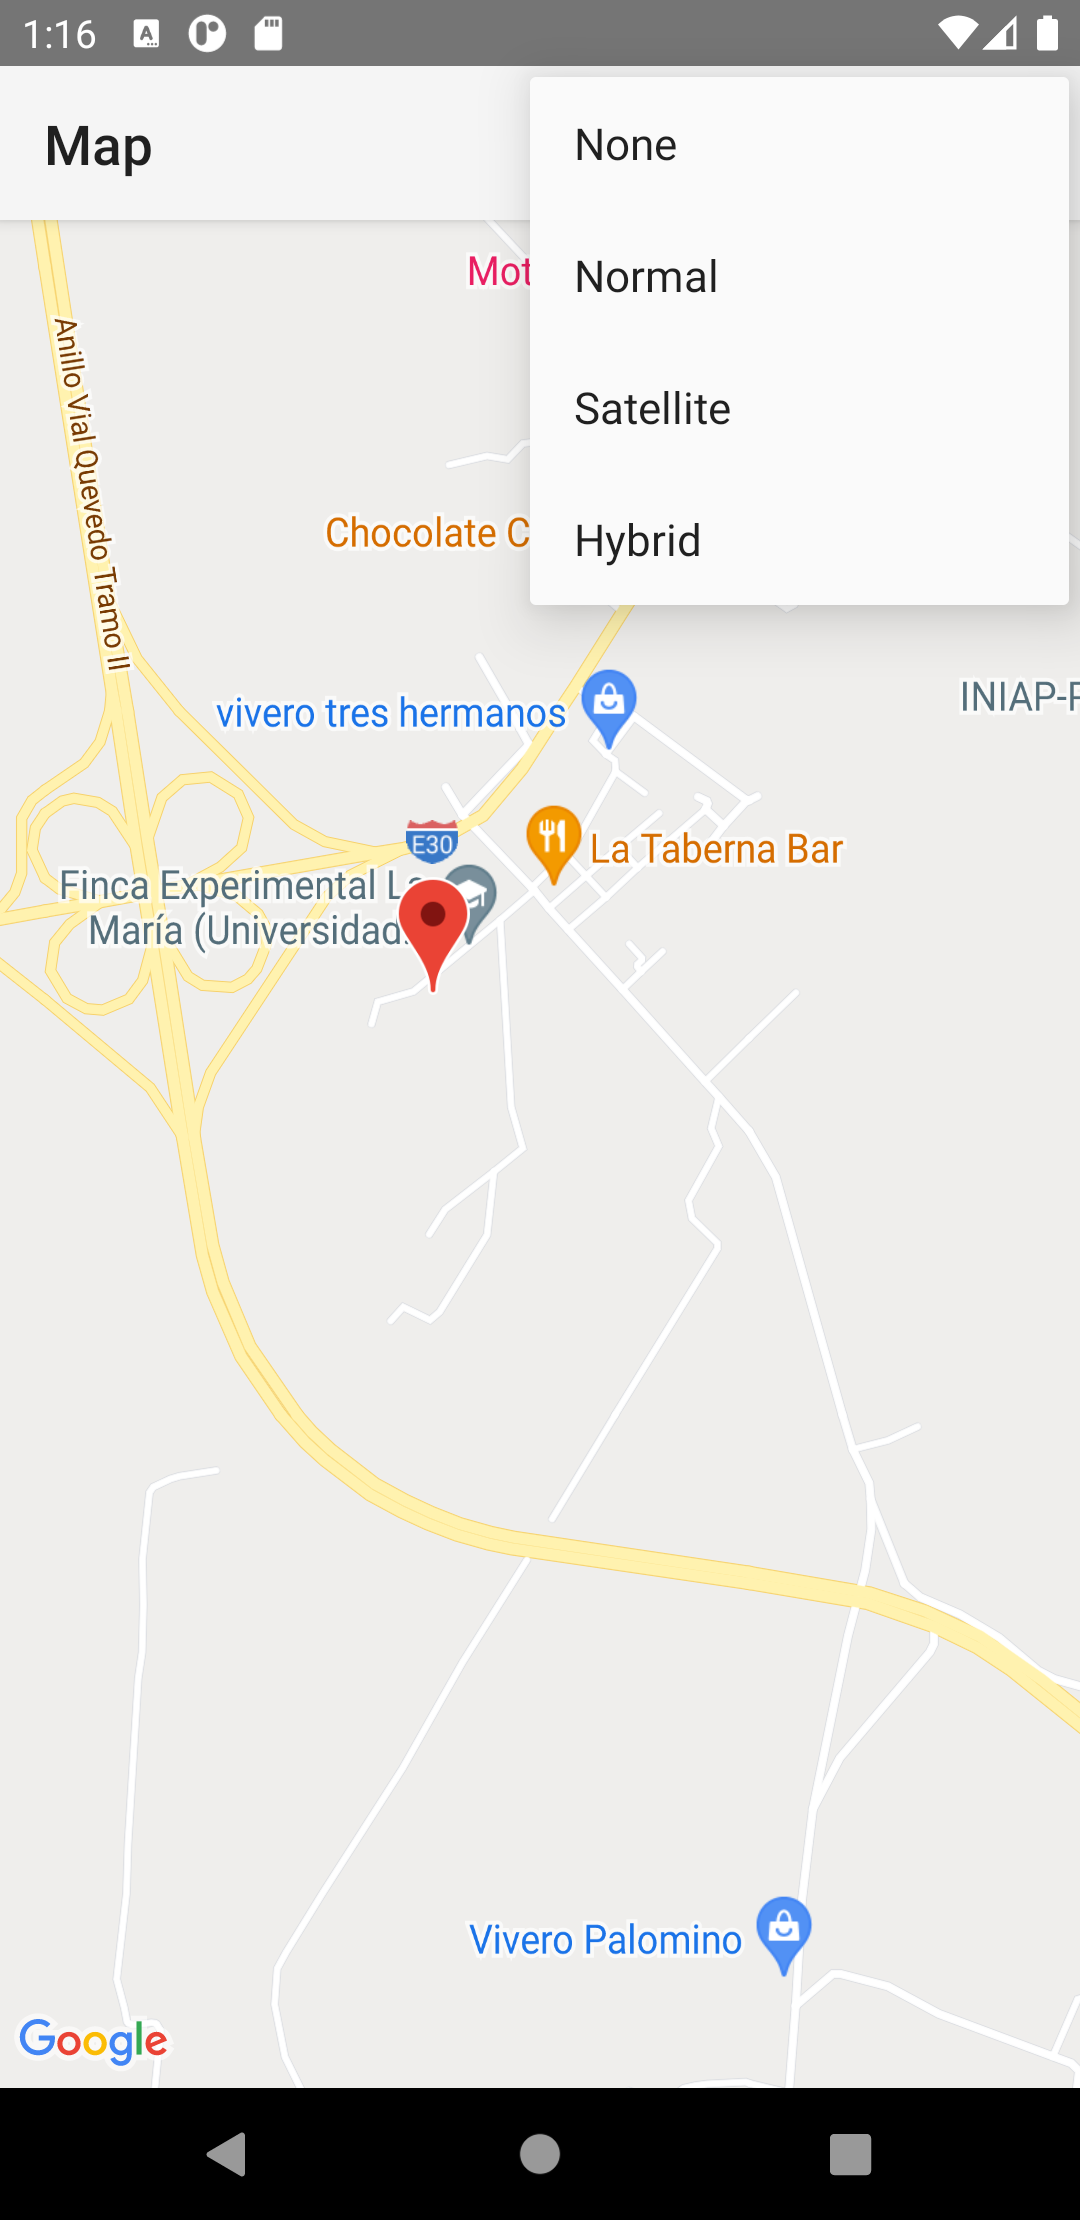 1:16
Map
None
Normal
Satellite
Hybrid
Anillo Vial Quevedo Tramo II
Mot
Chocolate C
vivero tres hermanos
INIAP-P
E30
La Taberna Bar
Finca Experimental La
María (Universidad
Vivero Palomino
Google